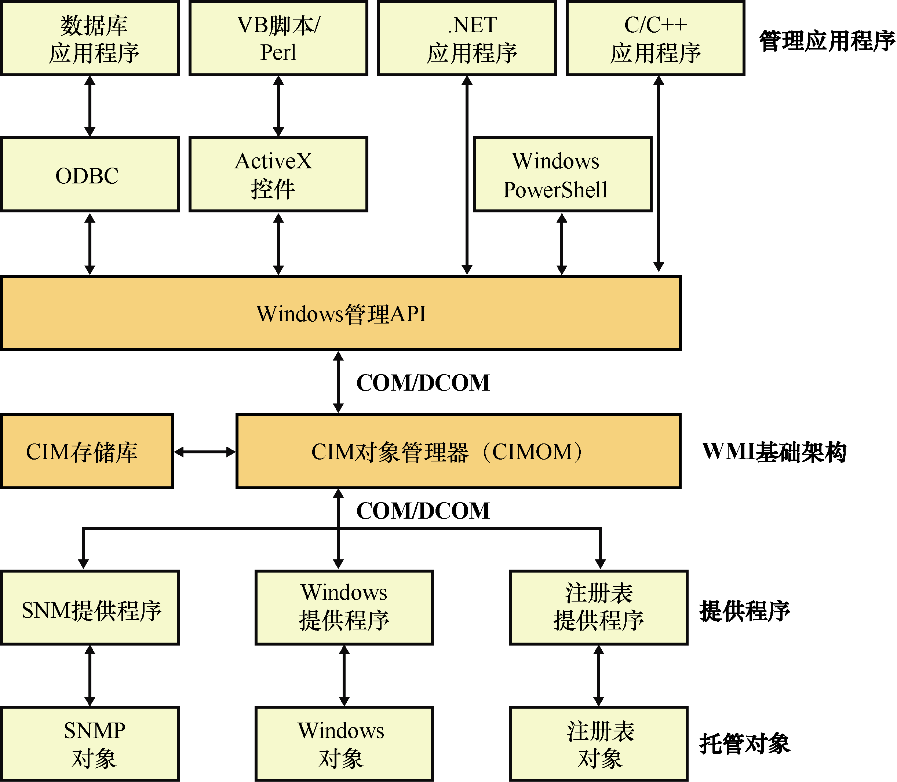 数据库
应用程序
VB脚本/
Perl
.NET
应用程序
C/C++
应用程序
管理应用程序
ODBC
ActiveX
控件
Windows
PowerShell
Windows管理API
COM/DCOM
CIM存储库
CIM对象管理器（CIMOM）
WMI基础架构
COM/DCOM
SNM提供程序
Windows
提供程序
注册表
提供程序
提供程序
SNMP
对象
Windows
对象
注册表
对象
托管对象